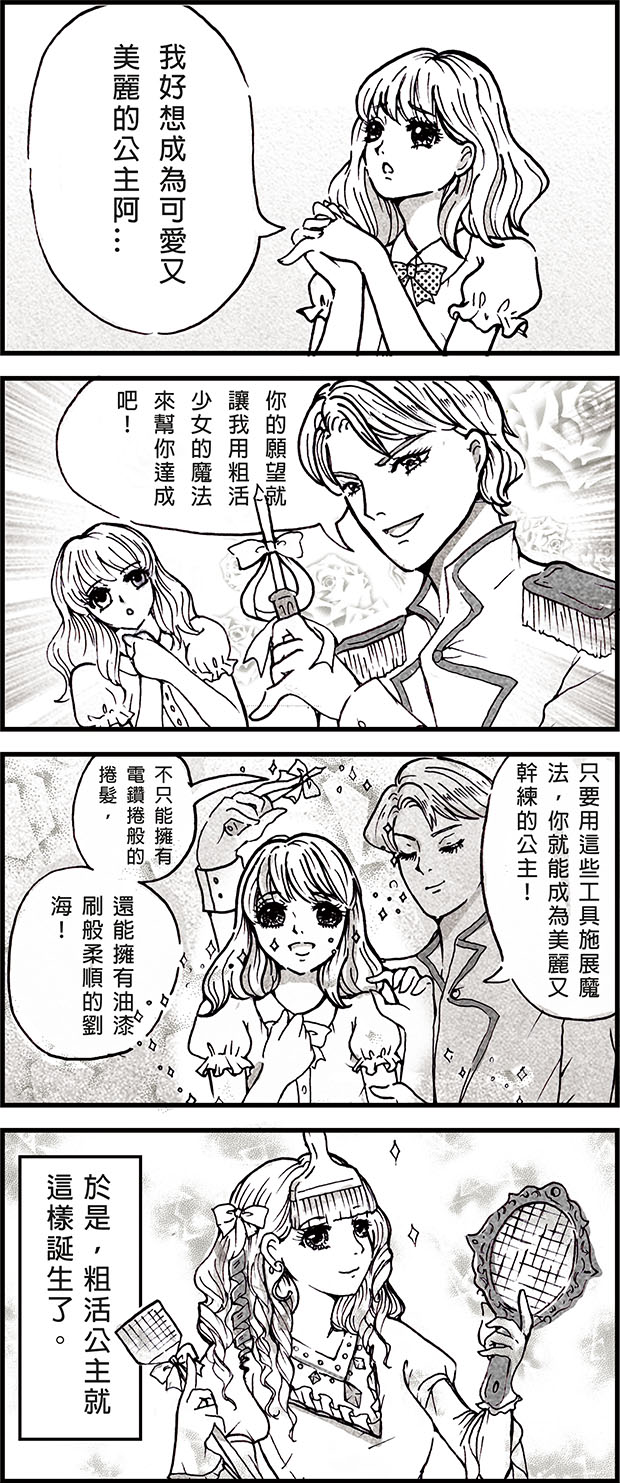 我好想成為可愛又
美麗的公主阿⋯
你的願望就
讓我用粗活
少女的魔法
來幫你達成
吧！
只要用這些工具施展魔
法，你就能成為美麗又
幹練的公主！
不只能擁有
電鑽捲般的
捲髮，
還能擁有油漆
刷般柔順的劉
海！
於是，粗活公主就
這樣誕生了。